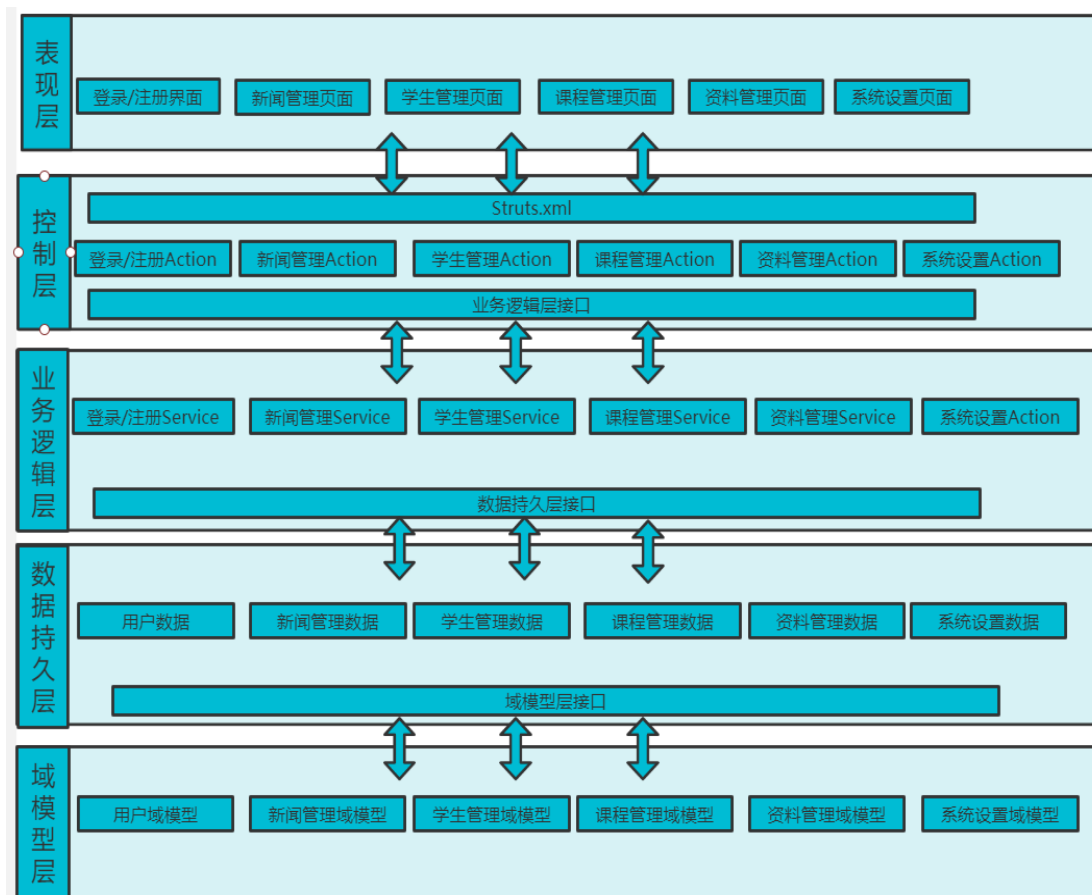 表现层
登录/注册界面
新闻管理页面
学生管理页面
课程管理页面
资料管理页面
系统设置页面
控制层
Struts.xml
登录/注册Action
新闻管理Action
学生管理Action
课程管理Action
资料管理Action
系统设置Action
业务逻辑层接口
业务逻辑层
登录/注册Service
新闻管理Service
学生管理Service
课程管理Service
资料管理Service
系统设置Action
数据持久层接口
数据持久层
用户数据
新闻管理数据
学生管理数据
课程管理数据
资料管理数据
系统设置数据
域模型层接口
域模型层
用户域模型
新闻管理域模型
学生管理域模型
课程管理域模型
资料管理域模型
系统设置域模型